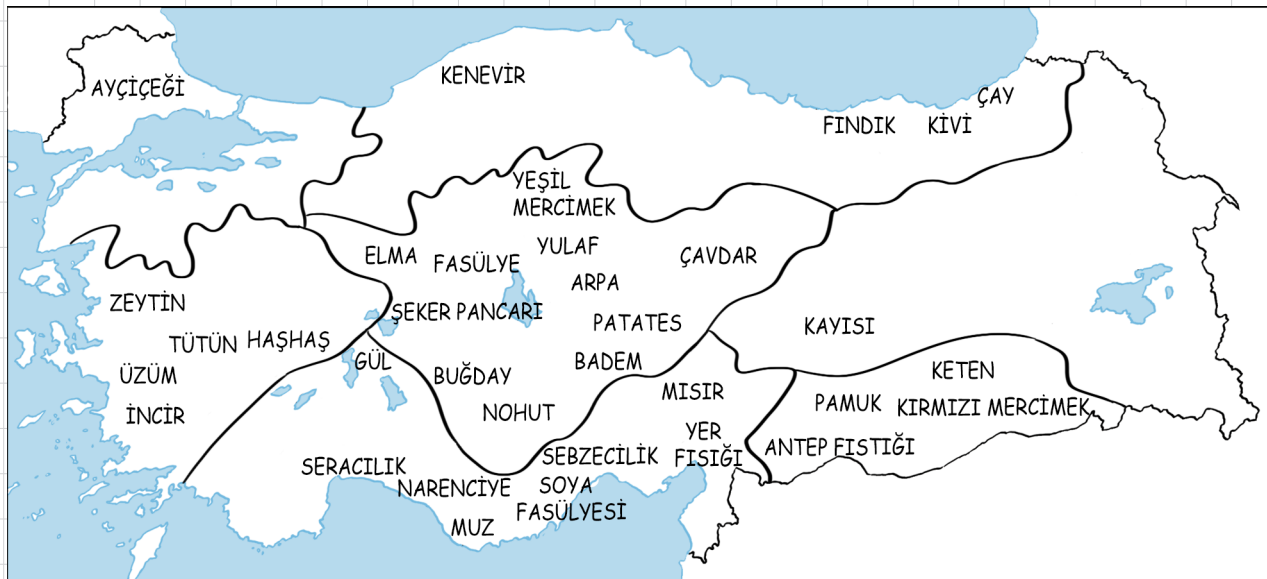 KENEVİR
AYÇİÇEĞİ
ÇAY
FINDIK
KİVİ
YEŞİL
MERCİMEK
ELMA
FASÜLYE
YULAF
ÇAVDAR
ARPA
ZEYTİN
ŞEKER PANCARI
PATATES
KAYISI
TÜTÜN
HAŞHAŞ
GÜL
BADEM
ÜZÜM
BUĞDAY
KETEN
MISIR
İNCİR
NOHUT
PAMUK
KIRMIZI MERCİMEK
YER
FISIĞI
ANTEP FISTIĞI
SERACILIK
SEBZECİLİK
NARENCİYE
SOYA
FASÜLYESİ
MUZ